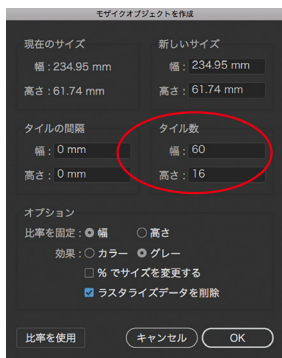 モザイクオブジェクトを作成
現在のサイズ
幅 : 234.95 mm
高さ : 61.74 mm
新しいサイズ
幅 : 234.95 mm
高さ : 61.74 mm
タイルの間隔
幅 : 0 mm
高さ : 0 mm
タイル数
幅 : 60
高さ : 16
オプション
比率を固定 : 幅 高さ
効果 : カラー グレー
% でサイズを変更する
ラスタライズデータを削除
比率を使用 キャンセル OK